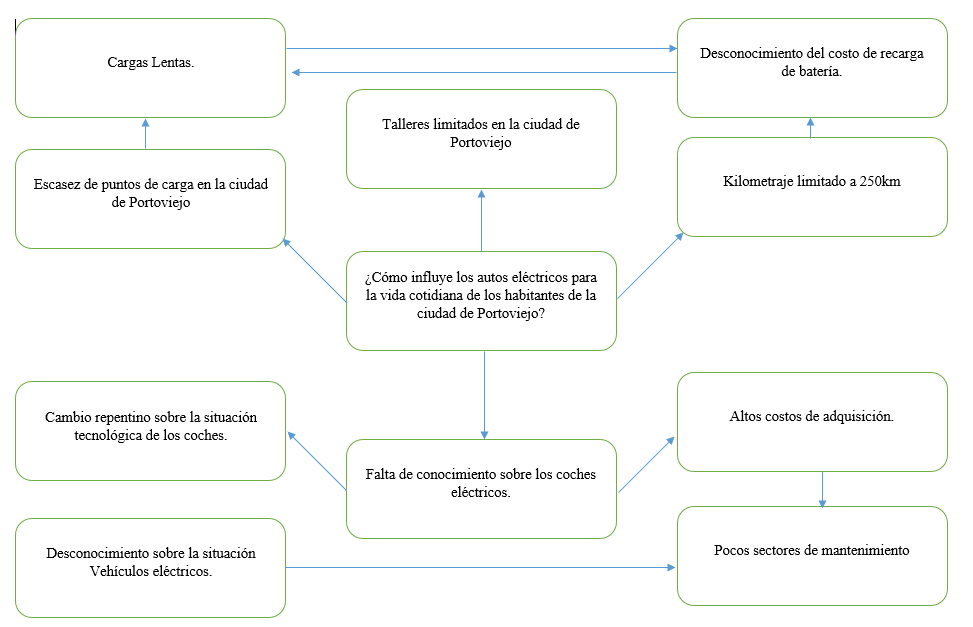 Cargas Lentas.
Desconocimiento del costo de recarga
de batería.
Talleres limitados en la ciudad de
Portoviejo
Escasez de puntos de carga en la ciudad
de Portoviejo
Kilometraje limitado a 250km
¿Cómo influye los autos eléctricos para
la vida cotidiana de los habitantes de la
ciudad de Portoviejo?
Cambio repentino sobre la situación
tecnológica de los coches.
Altos costos de adquisición.
Falta de conocimiento sobre los coches
eléctricos.
Desconocimiento sobre la situación
Vehículos eléctricos.
Pocos sectores de mantenimiento